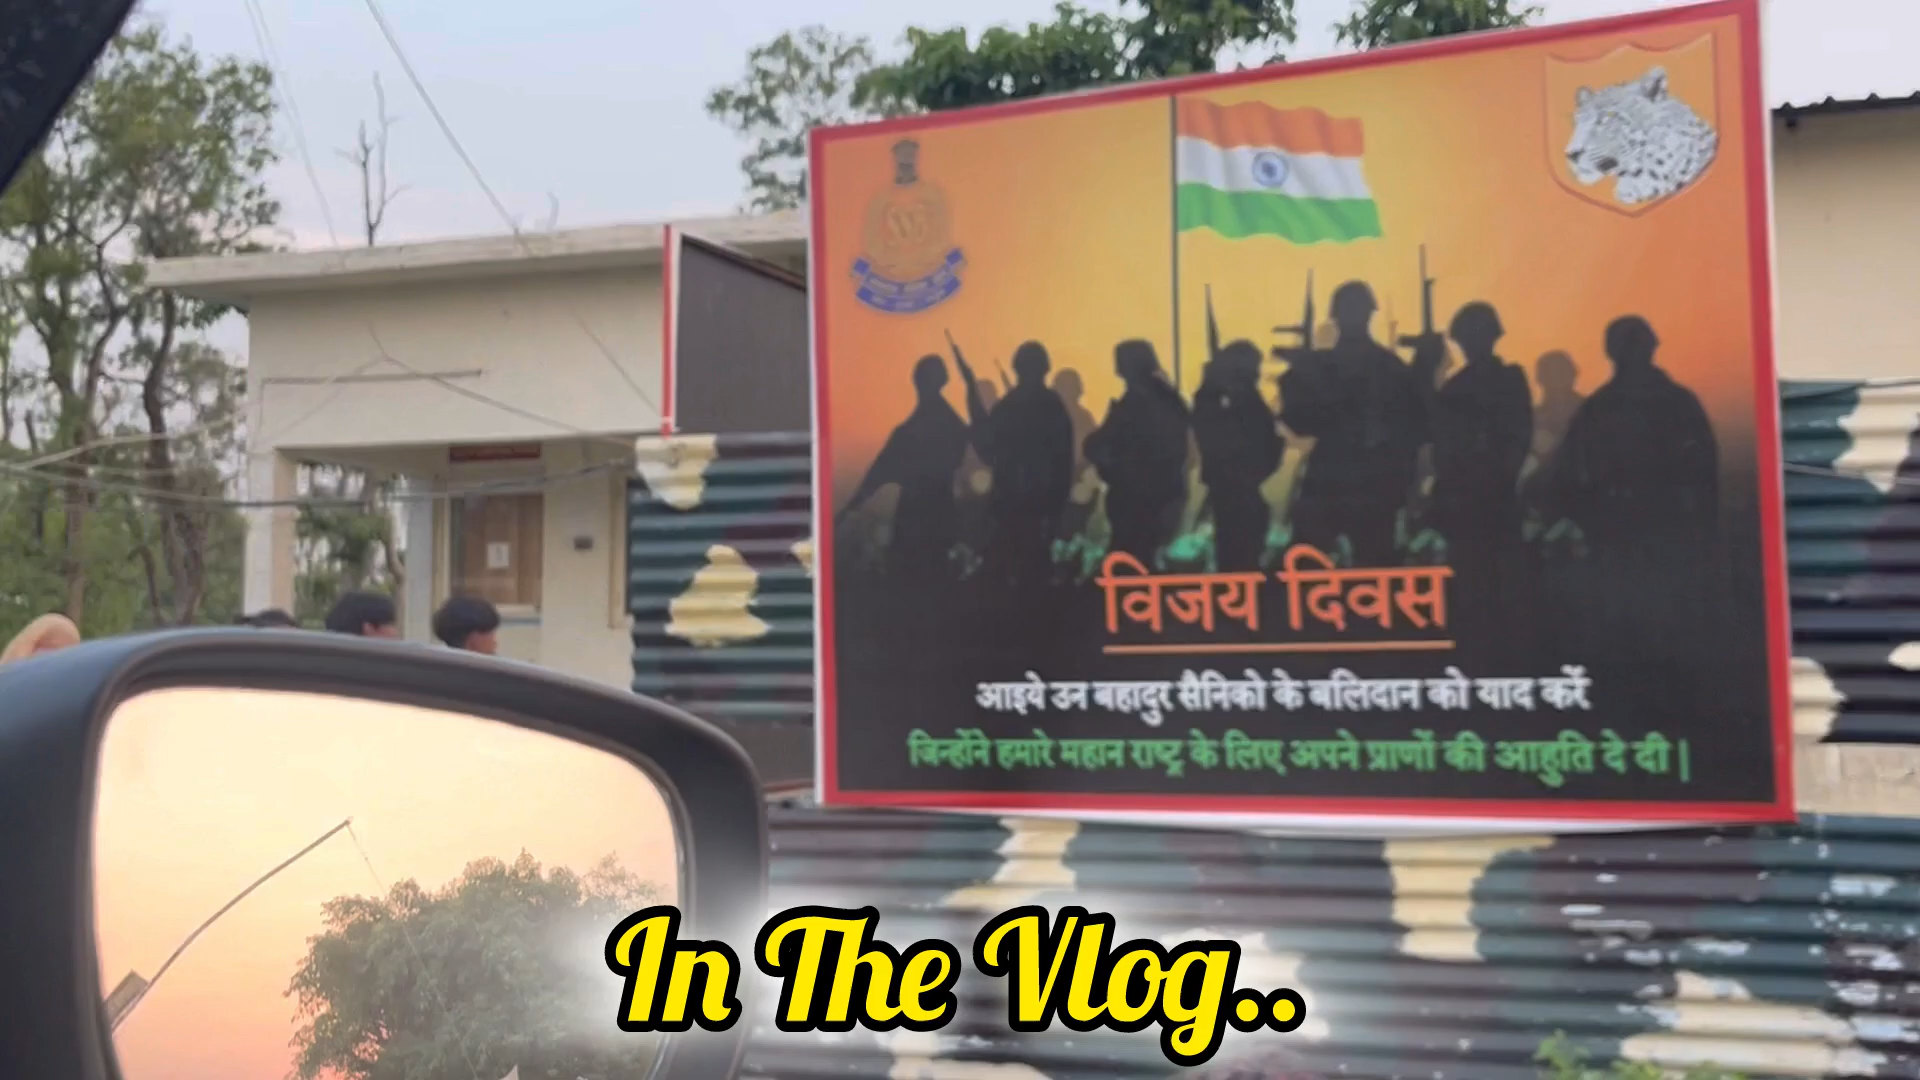 विजय दिवस
आइये उन बहादुर सैनिको के बलिदान को याद करें
जिन्होंने हमारे महान राष्ट्र के लिए अपने प्राणों की आहुति दे दी |
In The Vlog..